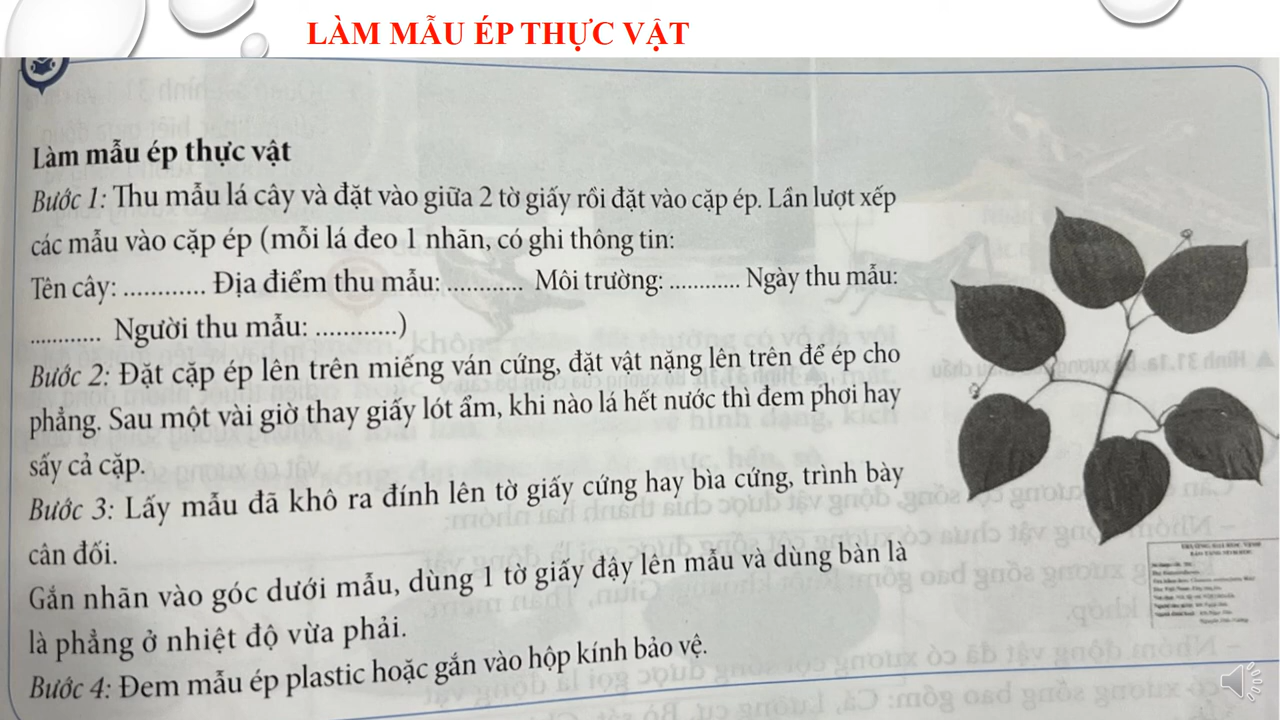 LÀM MẪU ÉP THỰC VẬT
Làm mẫu ép thực vật
Bước 1: Thu mẫu lá cây và đặt vào giữa 2 tờ giấy rồi đặt vào cặp ép. Lần lượt xếp
các mẫu vào cặp ép (mỗi lá đeo 1 nhãn, có ghi thông tin:
Tên cây: ............ Địa điểm thu mẫu: ............ Môi trường: ............ Ngày thu mẫu:
............ Người thu mẫu: ............)
Bước 2: Đặt cặp ép lên trên miếng ván cứng, đặt vật nặng lên trên để ép cho
phẳng. Sau một vài giờ thay giấy lót ẩm, khi nào lá hết nước thì đem phơi hay
sấy cả cặp.
Bước 3: Lấy mẫu đã khô ra đính lên tờ giấy cứng hay bìa cứng, trình bày
cân đối.
Gắn nhãn vào góc dưới mẫu, dùng 1 tờ giấy đậy lên mẫu và dùng bàn là
là phẳng ở nhiệt độ vừa phải.
Bước 4: Đem mẫu ép plastic hoặc gắn vào hộp kính bảo vệ.